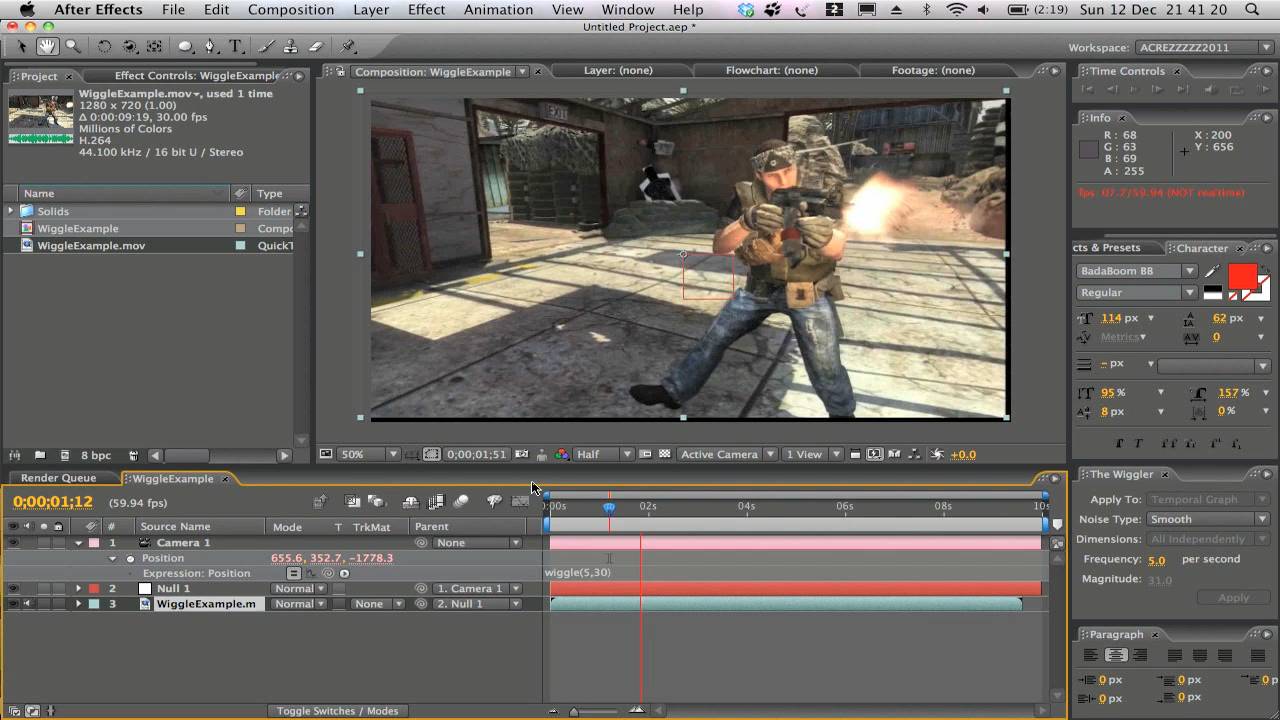 After Effects File Edit Composition Layer Effect Animation View Window Help 2 (2:19) Sun 12 Dec 21 41 20
Untitled Project.aep *
Workspace: ACREZZZZZ2011
Project Effect Controls: WiggleExample
Composition: WiggleExample Layer: (none) Flowchart: (none) Footage: (none)
Time Controls
WiggleExample.mov, used 1 time
1280 x 720 (1.00)
Δ 0:00:09:19, 30.00 fps
Millions of Colors
H.264
44.100 kHz / 16 bit U / Stereo
Name Type
Solids Folder
WiggleExample Compo
WiggleExample.mov QuickT
8 bpc
EXIT
50% 0;00;01;51 Half Active Camera 1 View +0.0
Info
R: 68 X: 200
G: 63 Y: 656
B: 69
A: 255
fps: 07.2/59.94 (NOT realtime)
cts & Presets Character
BadaBoom BB
Regular
114 px 62 px
Metrics 0
- px
95 % 157 %
8 px 0 %
T T TT Tt
Render Queue WiggleExample
0;00;01;12 (59.94 fps)
0:00s 02s 04s 06s 08s 10s
# Source Name Mode T TrkMat Parent
1 Camera 1 None
Position 655.6, 352.7, -1778.3
Expression: Position wiggle(5,30)
2 Null 1 Normal 1. Camera 1
3 WiggleExample.m Normal None 2. Null 1
Toggle Switches / Modes
The Wiggler
Apply To: Temporal Graph
Noise Type: Smooth
Dimensions: All Independently
Frequency: 5.0 per second
Magnitude: 31.0
Apply
Paragraph
0 px 0 px 0 p
0 px 0 px